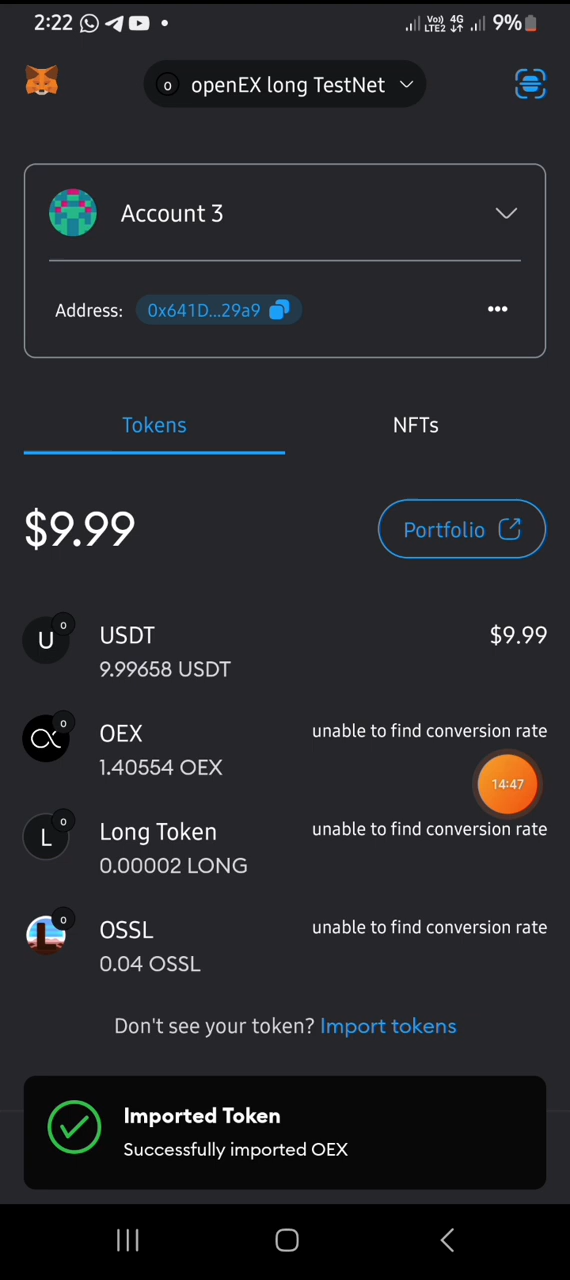 2:22 Vo)) 4G LTE2 9%
o openEX long TestNet
Account 3
Address: 0x641D...29a9
Tokens NFTs
$9.99 Portfolio
U o USDT $9.99
9.99658 USDT
o OEX unable to find conversion rate
1.40554 OEX
14:47
L o Long Token unable to find conversion rate
0.00002 LONG
L o OSSL unable to find conversion rate
0.04 OSSL
Don't see your token? Import tokens
Imported Token
Successfully imported OEX